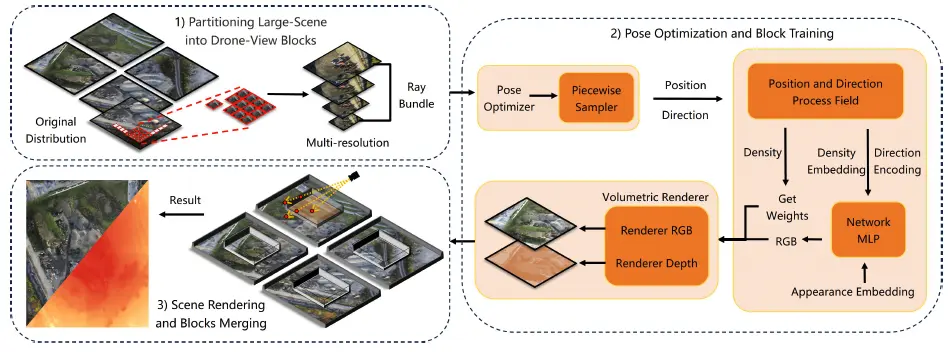 1) Partitioning Large-Scene
into Drone-View Blocks
Original
Distribution
Multi-resolution
Ray
Bundle
2) Pose Optimization and Block Training
Pose
Optimizer
Piecewise
Sampler
Position
Direction
Position and Direction
Process Field
Density
Density
Embedding
Direction
Encoding
Get
Weights
RGB
Network
MLP
Appearance Embedding
Volumetric Renderer
Renderer RGB
Renderer Depth
Result
3) Scene Rendering
and Blocks Merging